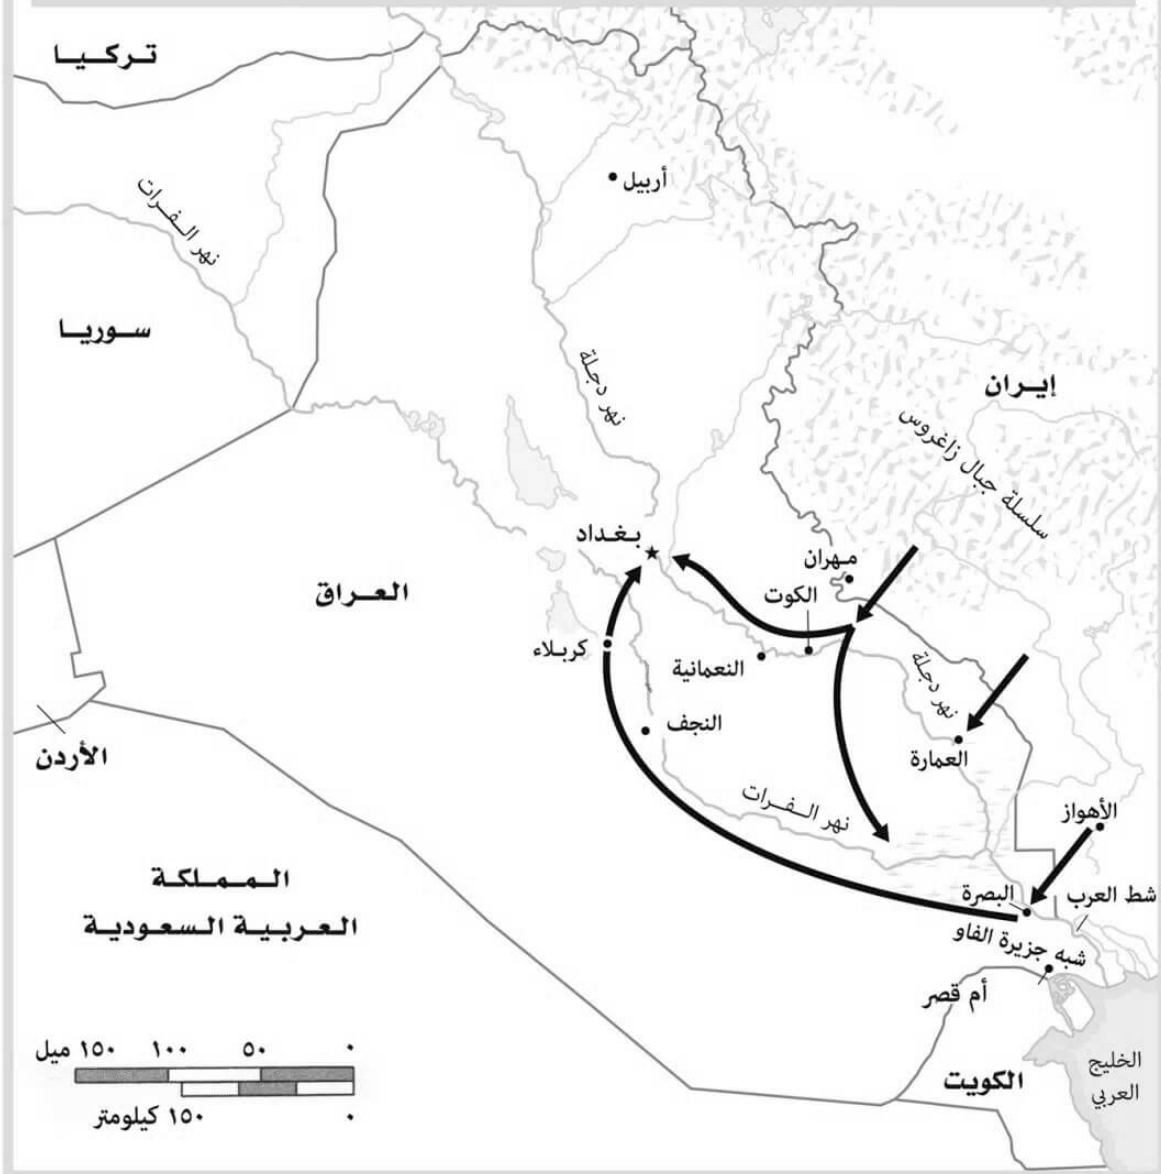 تركيا
نهر الفرات
أربيل
سوريا
نهر دجلة
إيران
سلسلة جبال زاغروس
بغداد
مهران
الكوت
العراق
كربلاء
النعمانية
نهر دجلة
النجف
العمارة
الأردن
نهر الفرات
الأهواز
المملكة
العربية السعودية
البصرة
شط العرب
شبه جزيرة الفاو
أم قصر
٠ ٥٠ ١٠٠ ١٥٠ ميل
٠ ١٥٠ كيلومتر
الكويت
الخليج
العربي